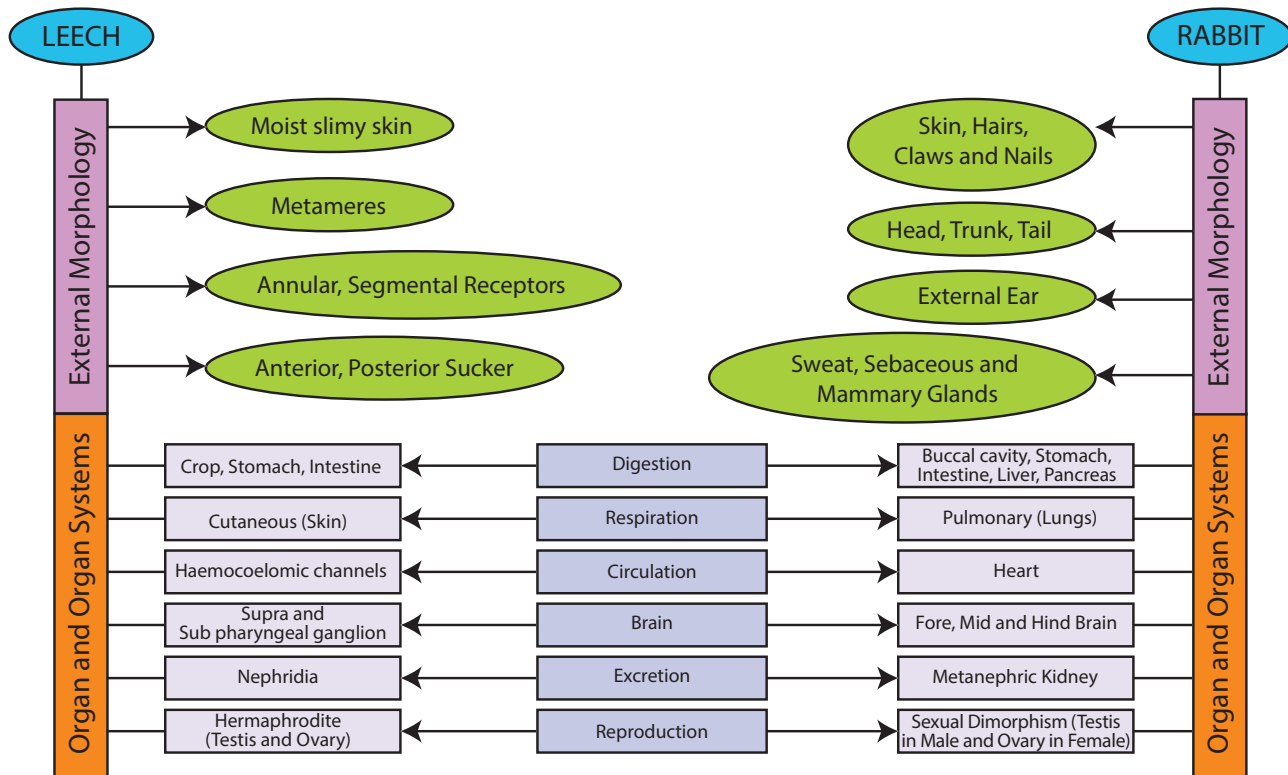 LEECH
RABBIT
External Morphology
Moist slimy skin
Metameres
Annular, Segmental Receptors
Anterior, Posterior Sucker
Skin, Hairs,
Claws and Nails
Head, Trunk, Tail
External Ear
Sweat, Sebaceous and
Mammary Glands
External Morphology
Organ and Organ Systems
Crop, Stomach, Intestine
Digestion
Buccal cavity, Stomach,
Intestine, Liver, Pancreas
Cutaneous (Skin)
Respiration
Pulmonary (Lungs)
Haemocoelomic channels
Circulation
Heart
Supra and
Sub pharyngeal ganglion
Brain
Fore, Mid and Hind Brain
Nephridia
Excretion
Metanephric Kidney
Hermaphrodite
(Testis and Ovary)
Reproduction
Sexual Dimorphism (Testis
in Male and Ovary in Female)
Organ and Organ Systems